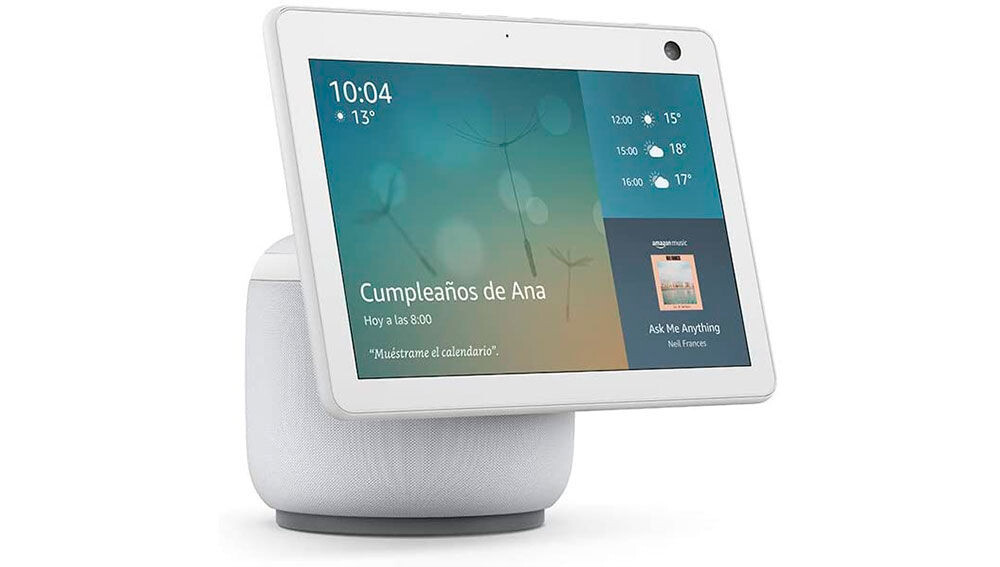 10:04
13°
12:00 15°
15:00 18°
16:00 17°
Cumpleaños de Ana
Hoy a las 8:00
“Muéstrame el calendario”.
amazon music
Ask Me Anything
Neil Frances